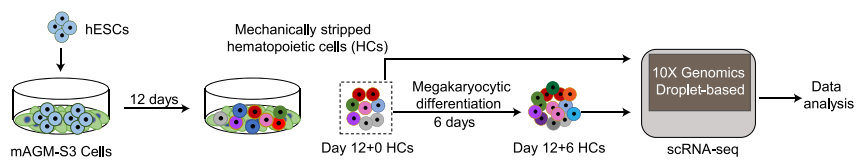 hESCs
mAGM-S3 Cells
12 days
Mechanically stripped
hematopoietic cells (HCs)
Day 12+0 HCs
Megakaryocytic
differentiation
6 days
Day 12+6 HCs
10X Genomics
Droplet-based
scRNA-seq
Data
analysis